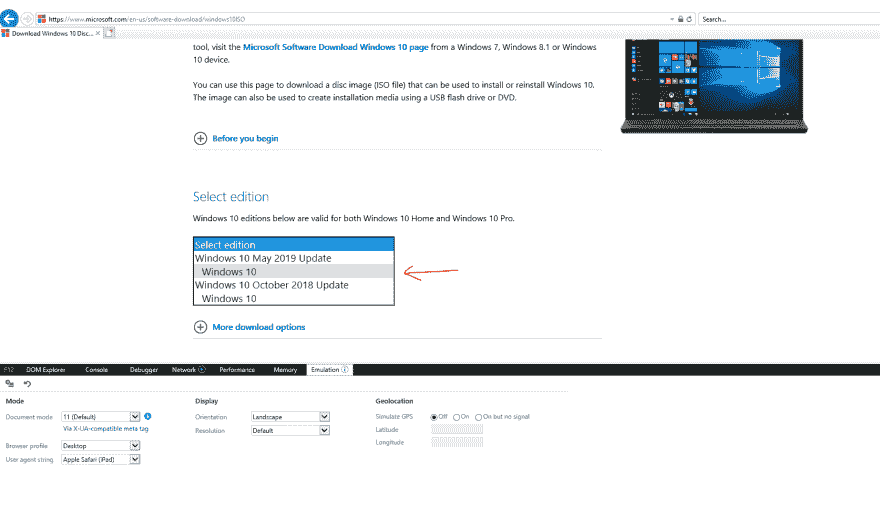 https://www.microsoft.com/en-us/software-download/windows10ISO
Search...
Download Windows 10 Disc...
tool, visit the Microsoft Software Download Windows 10 page from a Windows 7, Windows 8.1 or Windows
10 device.
You can use this page to download a disc image (ISO file) that can be used to install or reinstall Windows 10.
The image can also be used to create installation media using a USB flash drive or DVD.
Before you begin
Select edition
Windows 10 editions below are valid for both Windows 10 Home and Windows 10 Pro.
Select edition
Windows 10 May 2019 Update
Windows 10
Windows 10 October 2018 Update
Windows 10
More download options
F12 DOM Explorer Console Debugger Network Performance Memory Emulation
Mode Display Geolocation
Document mode 11 (Default) Orientation Landscape Simulate GPS Off On On but no signal
Via X-UA-compatible meta tag Resolution Default Latitude
Browser profile Desktop Longitude
User agent string Apple Safari (iPad)